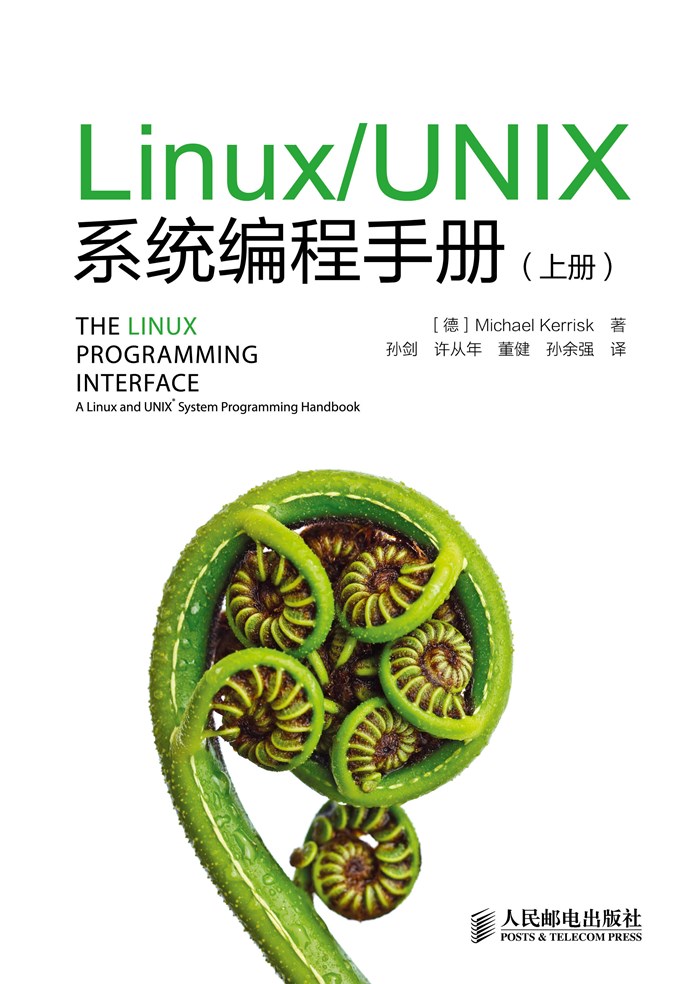 Linux/UNIX
系统编程手册（上册）
THE LINUX
PROGRAMMING
INTERFACE
A Linux and UNIX® System Programming Handbook
［德］Michael Kerrisk 著
孙剑 许从年 董健 孙余强 译
人民邮电出版社
POSTS & TELECOM PRESS